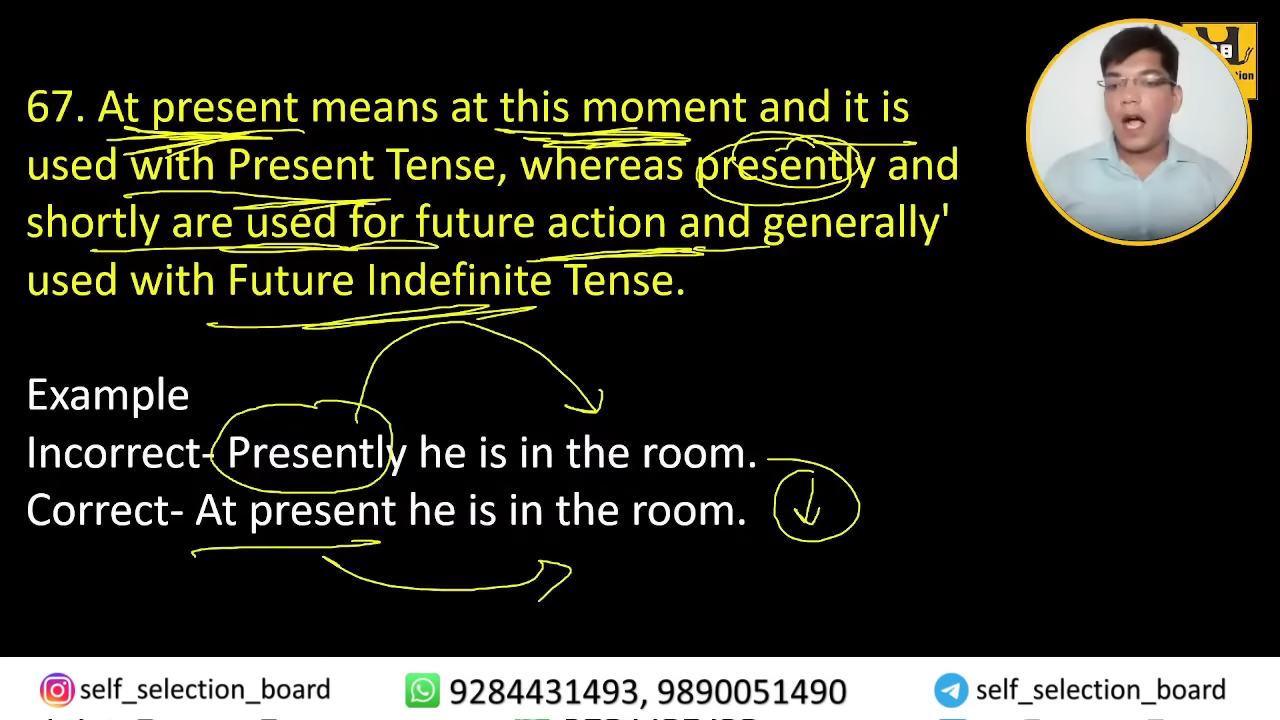 67. At present means at this moment and it is
used with Present Tense, whereas presently and
shortly are used for future action and generally'
used with Future Indefinite Tense.
Example
Incorrect- Presently he is in the room.
Correct- At present he is in the room.
self_selection_board 9284431493, 9890051490 self_selection_board